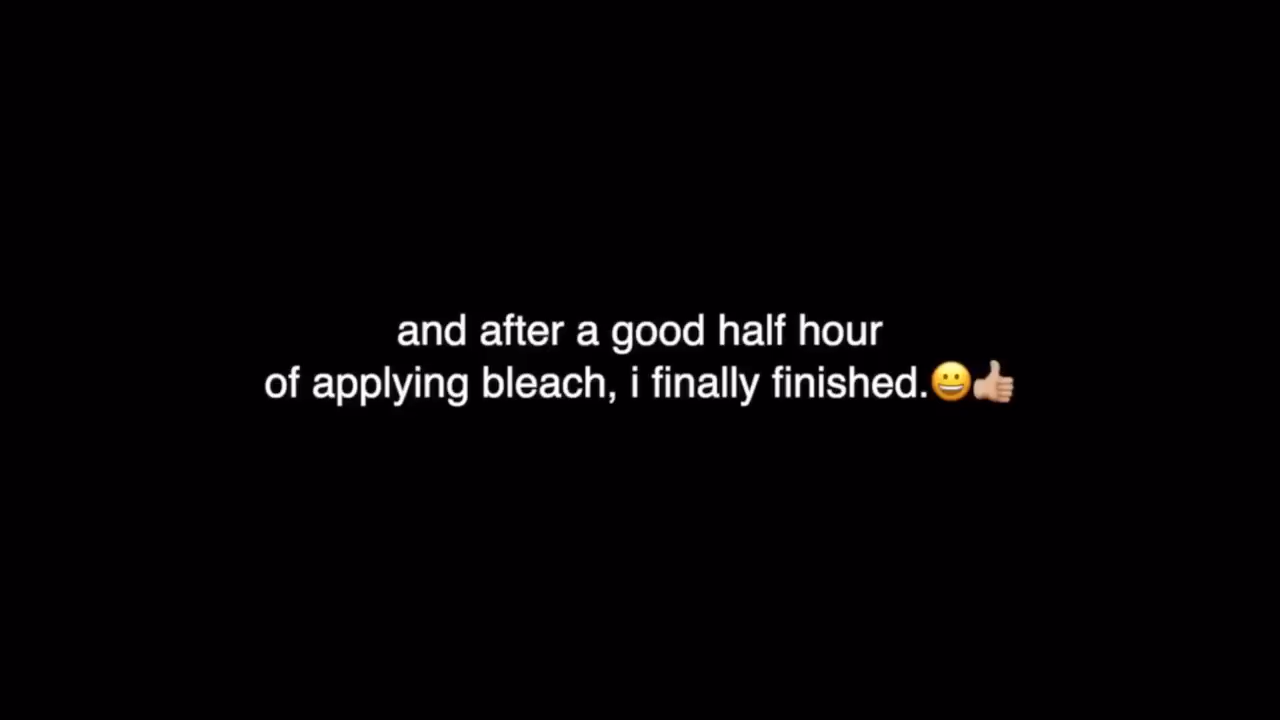 and after a good half hour
of applying bleach, i finally finished.😀👍🏼